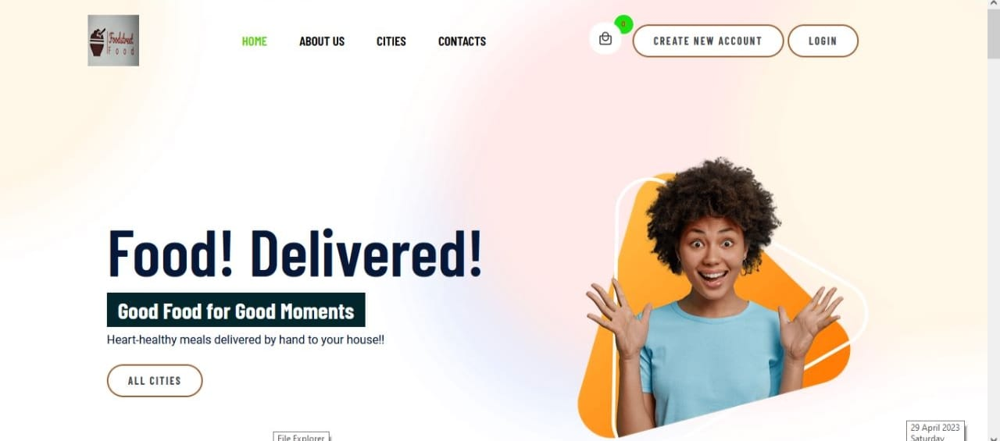 Foodstreet
Food
HOME
ABOUT US
CITIES
CONTACTS
0
CREATE NEW ACCOUNT
LOGIN
Food! Delivered!
Good Food for Good Moments
Heart-healthy meals delivered by hand to your house!!
ALL CITIES
File Explorer
29 April 2023
Saturday